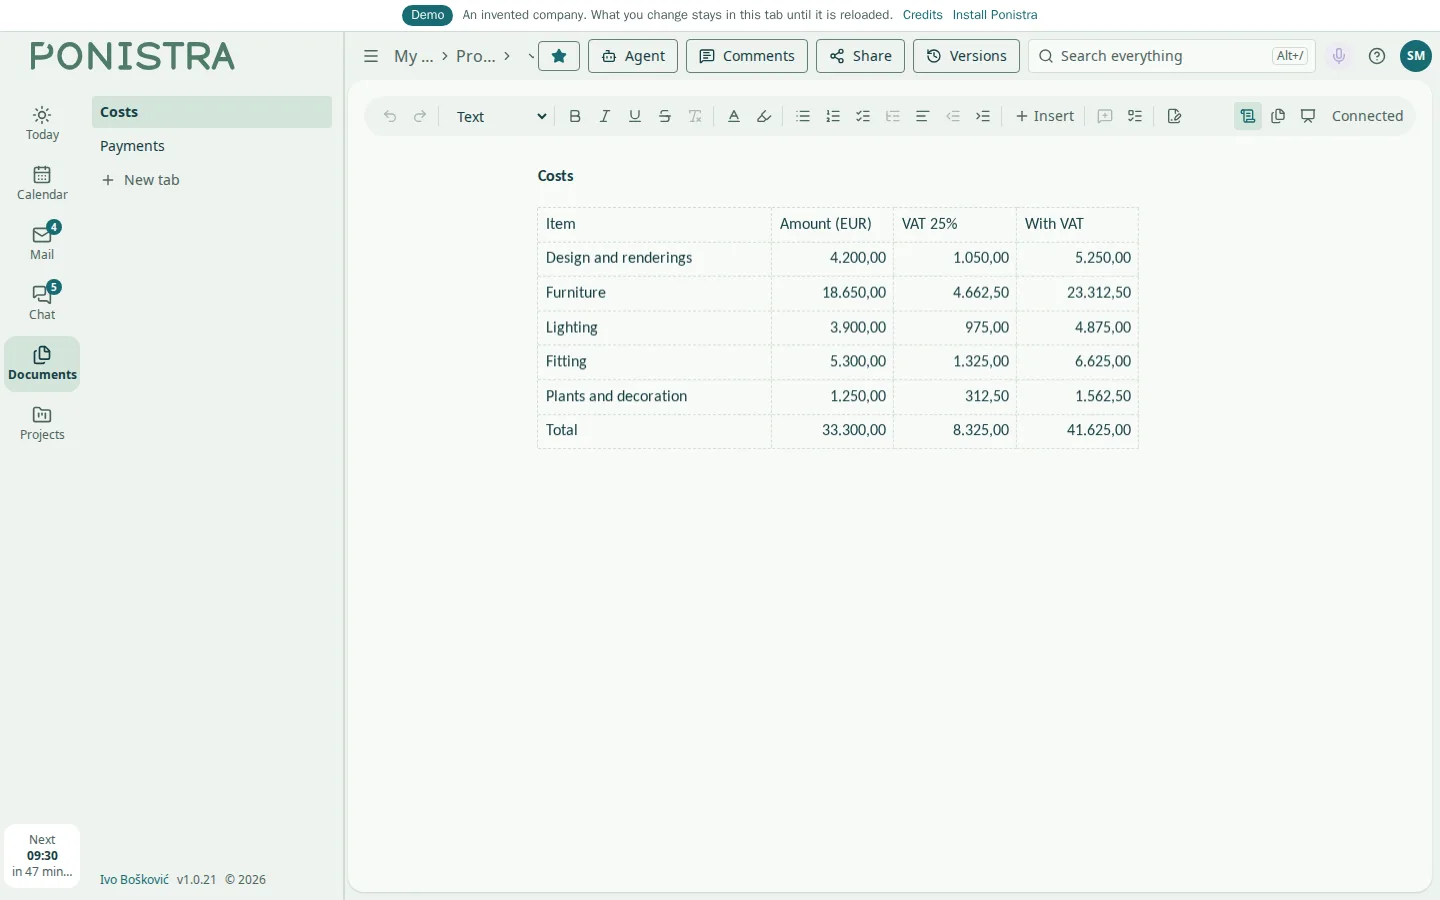 Demo An invented company. What you change stays in this tab until it is reloaded. Credits Install Ponistra
PONISTRA
My ... Pro... Agent Comments Share Versions Search everything Alt+/ SM
Today
Calendar
4
Mail
5
Chat
Documents
Projects
Costs
Payments
New tab
Text Insert Connected
Costs
Item Amount (EUR) VAT 25% With VAT
Design and renderings 4.200,00 1.050,00 5.250,00
Furniture 18.650,00 4.662,50 23.312,50
Lighting 3.900,00 975,00 4.875,00
Fitting 5.300,00 1.325,00 6.625,00
Plants and decoration 1.250,00 312,50 1.562,50
Total 33.300,00 8.325,00 41.625,00
Next
09:30
in 47 min...
Ivo Bošković v1.0.21 © 2026